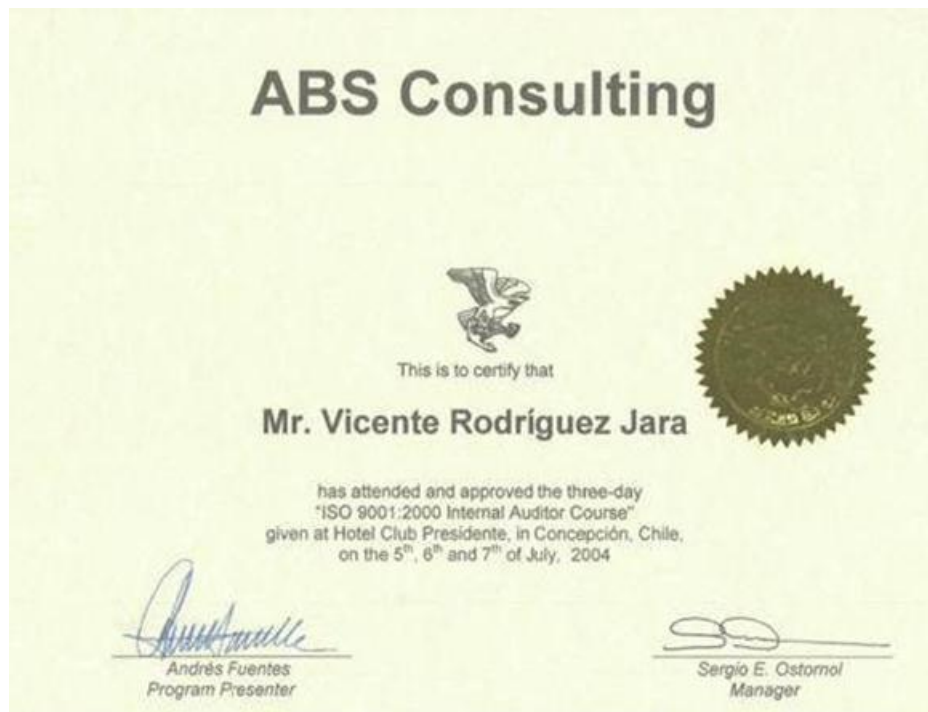 ABS Consulting
This is to certify that
Mr. Vicente Rodríguez Jara
has attended and approved the three-day
"ISO 9001:2000 Internal Auditor Course"
given at Hotel Club Presidente, in Concepción, Chile,
on the 5th, 6th and 7th of July, 2004
Andrés Fuentes
Program Presenter
Sergio E. Ostornol
Manager